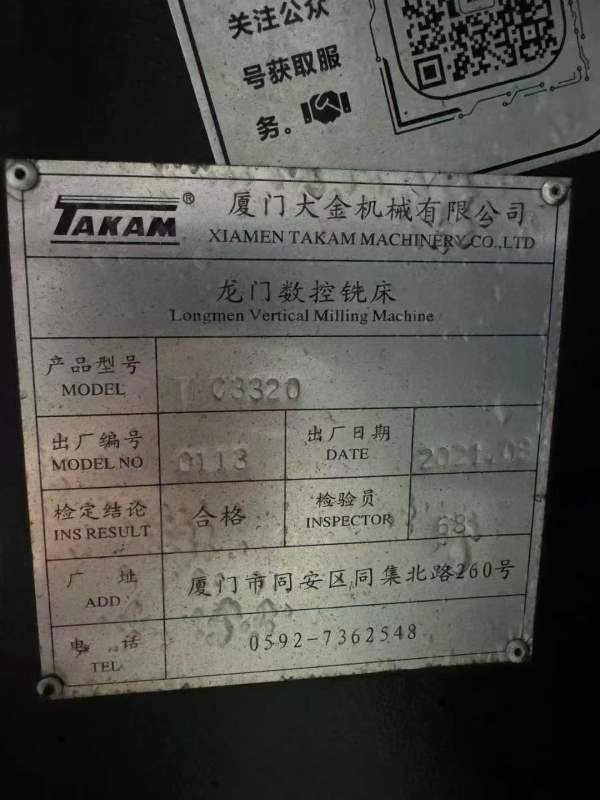 关注公众
号获取服
务。
TAKAM®
厦门大金机械有限公司
XIAMEN TAKAM MACHINERY CO.,LTD
龙门数控铣床
Longmen Vertical Milling Machine
产品型号
MODEL
C3320
出厂编号
MODEL NO
0113
出厂日期
DATE
检定结论
INS RESULT
合格
检验员
INSPECTOR
68
厂 址
ADD
厦门市同安区同集北路260号
电 话
TEL
0592-7362548